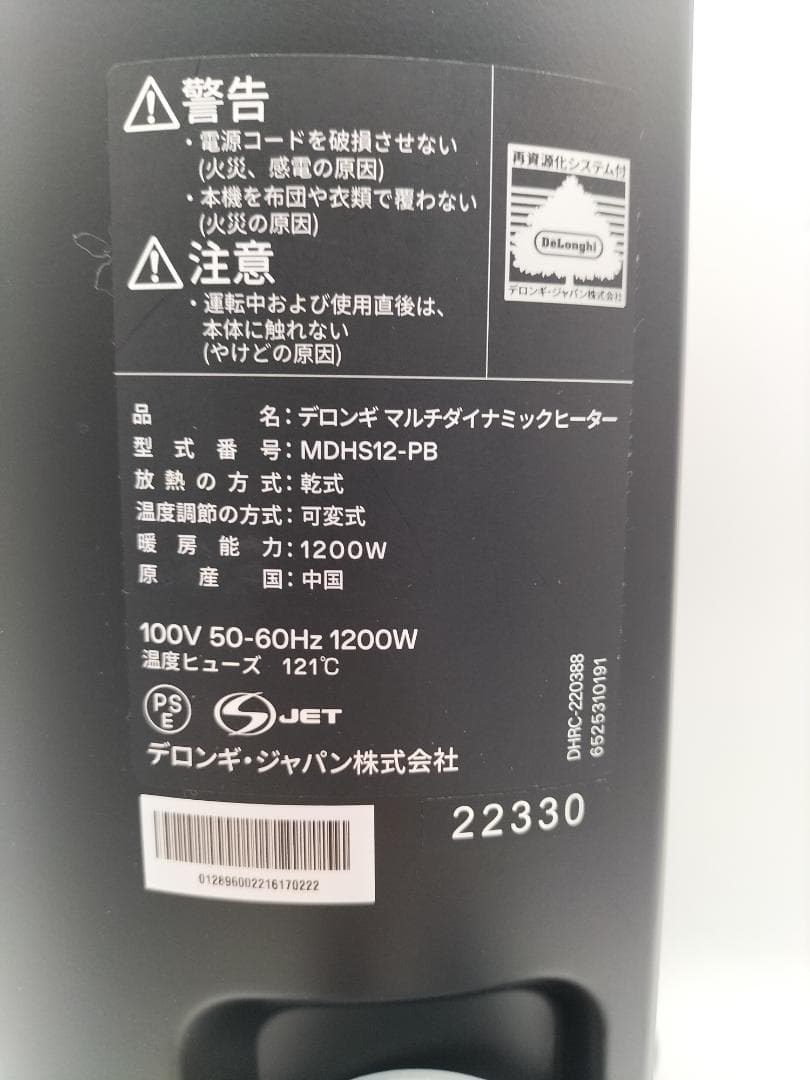 警告
・電源コードを破損させない
(火災、感電の原因)
・本機を布団や衣類で覆わない
(火災の原因)
注意
・運転中および使用直後は、
本体に触れない
(やけどの原因)
再資源化システム付
DeLonghi
デロンギ・ジャパン株式会社
品名：デロンギ マルチダイナミックヒーター
型式番号：MDHS12-PB
放熱の方式：乾式
温度調節の方式：可変式
暖房能力：1200W
原産国：中国
100V 50-60Hz 1200W
温度ヒューズ 121℃
PSE
JET
デロンギ・ジャパン株式会社
DHRC-220388
6525310191
22330
012896002216170222